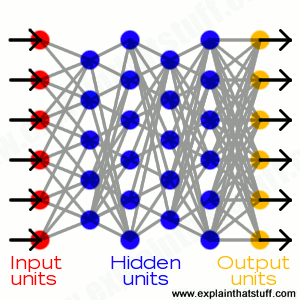 Input
units
Hidden
units
Output
units
www.explainthatstuff.com